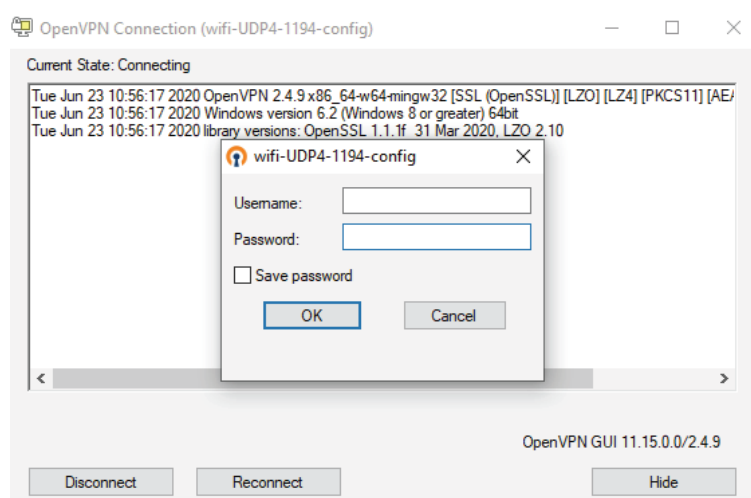 OpenVPN Connection (wifi-UDP4-1194-config)
Current State: Connecting
Tue Jun 23 10:56:17 2020 OpenVPN 2.4.9 x86_64-w64-mingw32 [SSL (OpenSSL)] [LZO] [LZ4] [PKCS11] [AEA
Tue Jun 23 10:56:17 2020 Windows version 6.2 (Windows 8 or greater) 64bit
Tue Jun 23 10:56:17 2020 library versions: OpenSSL 1.1.1f 31 Mar 2020, LZO 2.10
wifi-UDP4-1194-config
Username:
Password:
Save password
OK Cancel
OpenVPN GUI 11.15.0.0/2.4.9
Disconnect Reconnect Hide